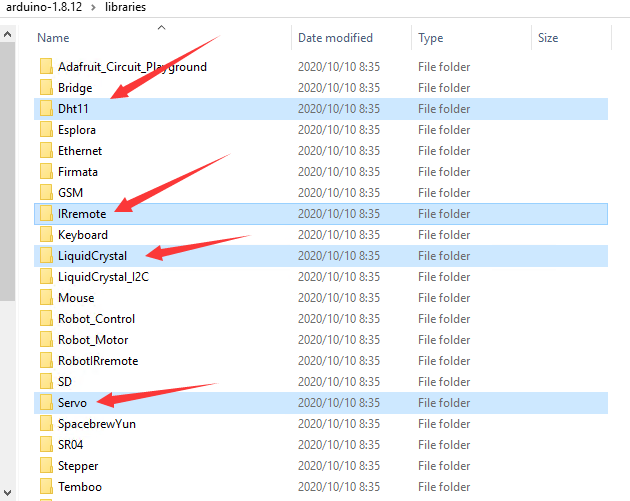 arduino-1.8.12 › libraries
Name Date modified Type Size
Adafruit_Circuit_Playground 2020/10/10 8:35 File folder
Bridge 2020/10/10 8:35 File folder
Dht11 2020/10/10 8:35 File folder
Esplora 2020/10/10 8:35 File folder
Ethernet 2020/10/10 8:35 File folder
Firmata 2020/10/10 8:35 File folder
GSM 2020/10/10 8:35 File folder
IRremote 2020/10/10 8:35 File folder
Keyboard 2020/10/10 8:35 File folder
LiquidCrystal 2020/10/10 8:35 File folder
LiquidCrystal_I2C 2020/10/10 8:35 File folder
Mouse 2020/10/10 8:35 File folder
Robot_Control 2020/10/10 8:35 File folder
Robot_Motor 2020/10/10 8:35 File folder
RobotIRremote 2020/10/10 8:35 File folder
SD 2020/10/10 8:35 File folder
Servo 2020/10/10 8:35 File folder
SpacebrewYun 2020/10/10 8:35 File folder
SR04 2020/10/10 8:35 File folder
Stepper 2020/10/10 8:35 File folder
Temboo 2020/10/10 8:35 File folder